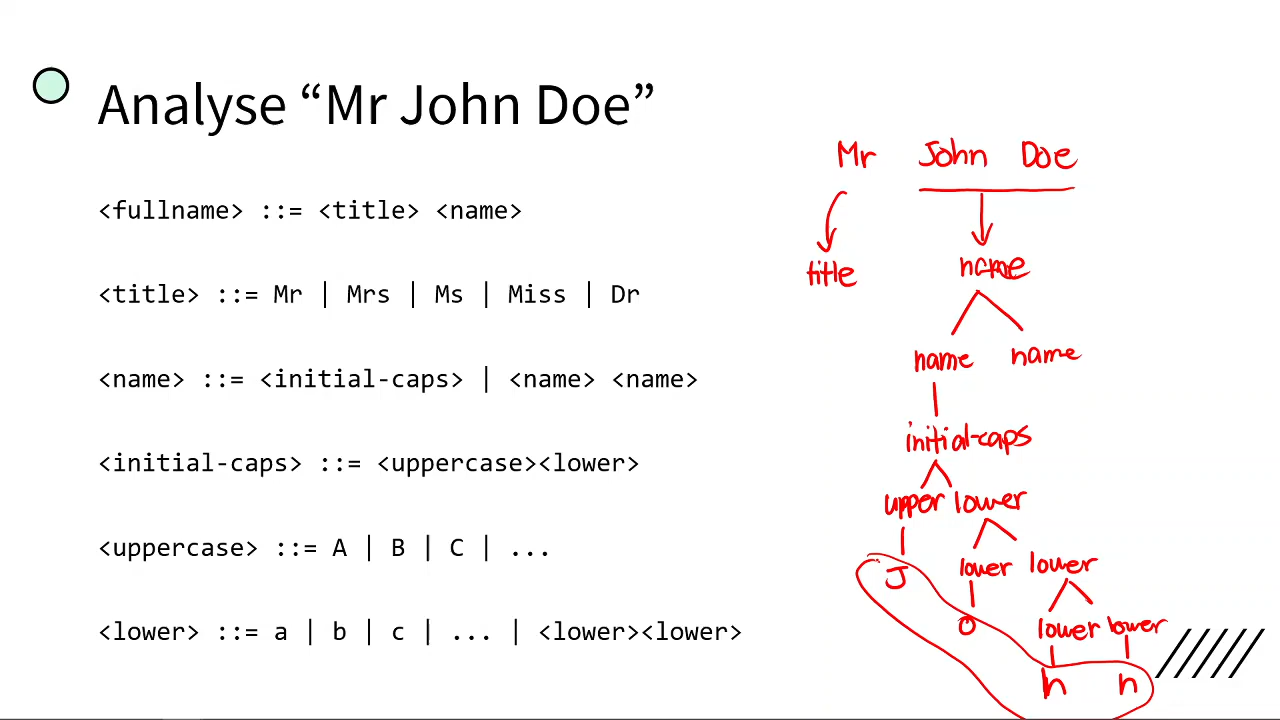 Analyse “Mr John Doe”
<fullname> ::= <title> <name>
<title> ::= Mr | Mrs | Ms | Miss | Dr
<name> ::= <initial-caps> | <name> <name>
<initial-caps> ::= <uppercase><lower>
<uppercase> ::= A | B | C | ...
<lower> ::= a | b | c | ... | <lower><lower>
Mr John Doe
title name
name name
initial-caps
upper lower
J lower lower
o lower lower
h n